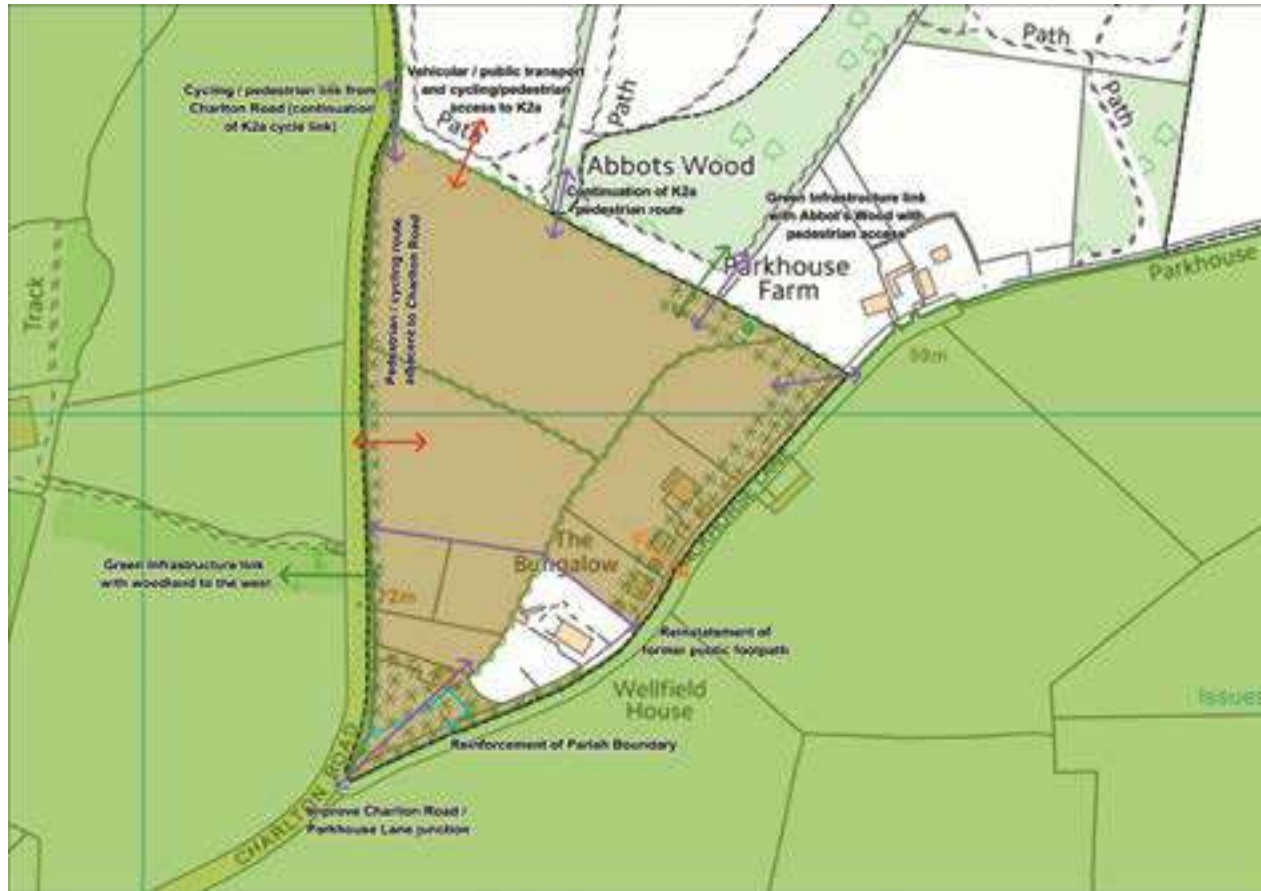 Path
Cycling / pedestrian link from
Charlton Road (continuation
of K2a cycle link)
Vehicular / public transport
and cycling/pedestrian
access to K2a
Path
Path
Path
Path
Abbots Wood
Continuation of K2a
pedestrian route
Green Infrastructure link
with Abbot's Wood with
pedestrian access
Parkhouse
Farm
Parkhouse
Track
Pedestrian / cycling route
adjacent to Charlton Road
The
Bungalow
Green Infrastructure link
with woodland to the west
72m
Reinstatement of
former public footpath
Wellfield
House
Issues
Reinforcement of Parish Boundary
CHARLTON ROAD
Improve Charlton Road /
Parkhouse Lane junction